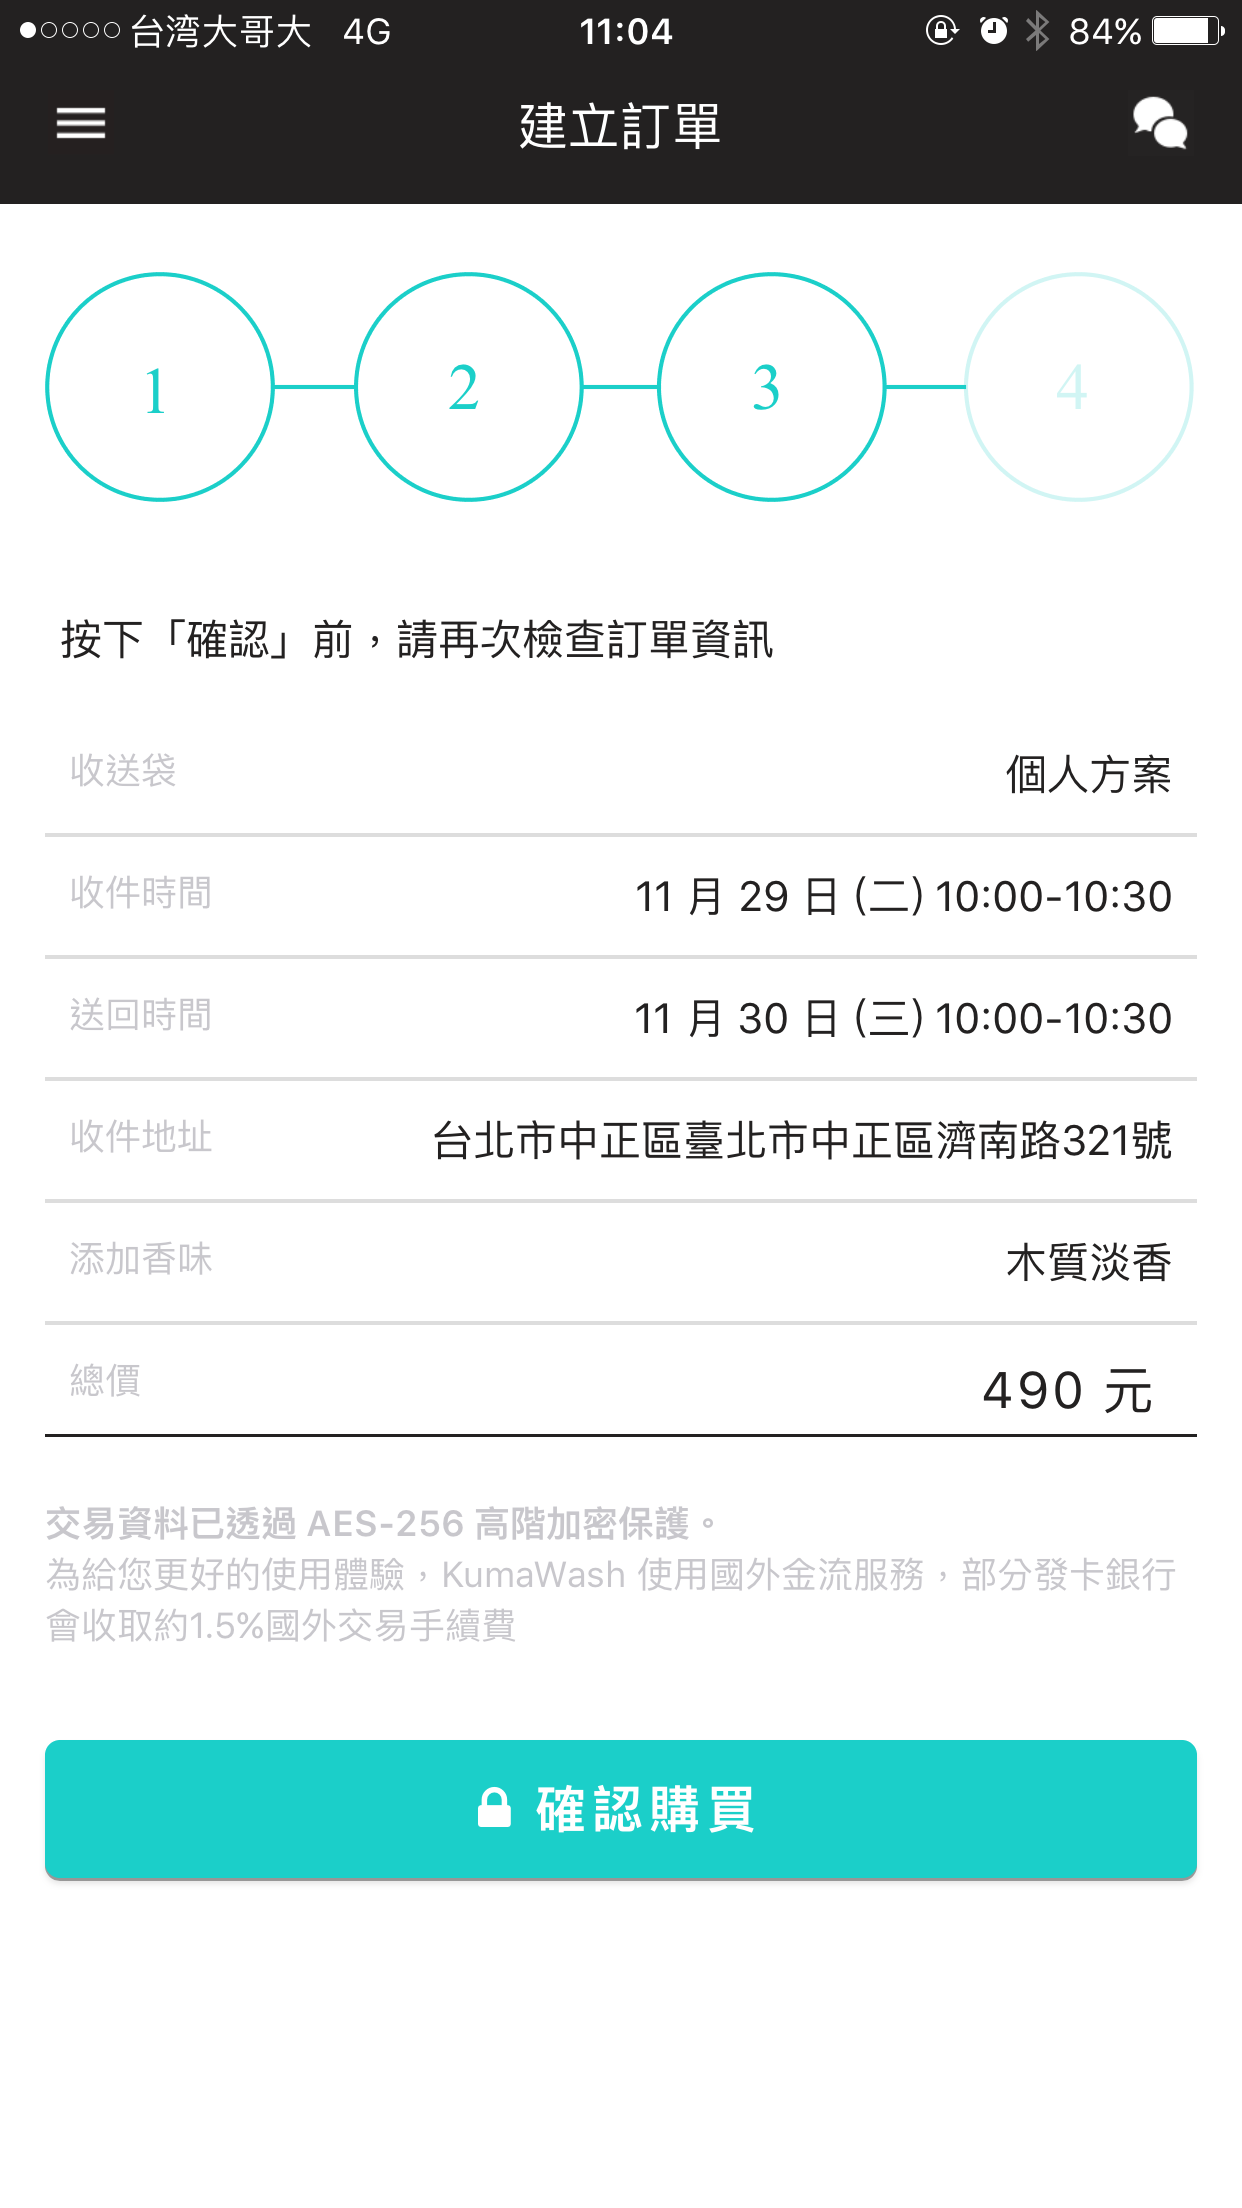 台湾大哥大 4G 11:04 84%
建立訂單
1 2 3 4
按下「確認」前，請再次檢查訂單資訊
收送袋 個人方案
收件時間 11 月 29 日 (二) 10:00-10:30
送回時間 11 月 30 日 (三) 10:00-10:30
收件地址 台北市中正區臺北市中正區濟南路321號
添加香味 木質淡香
總價 490 元
交易資料已透過 AES-256 高階加密保護。
為給您更好的使用體驗，KumaWash 使用國外金流服務，部分發卡銀行
會收取約1.5%國外交易手續費
確認購買